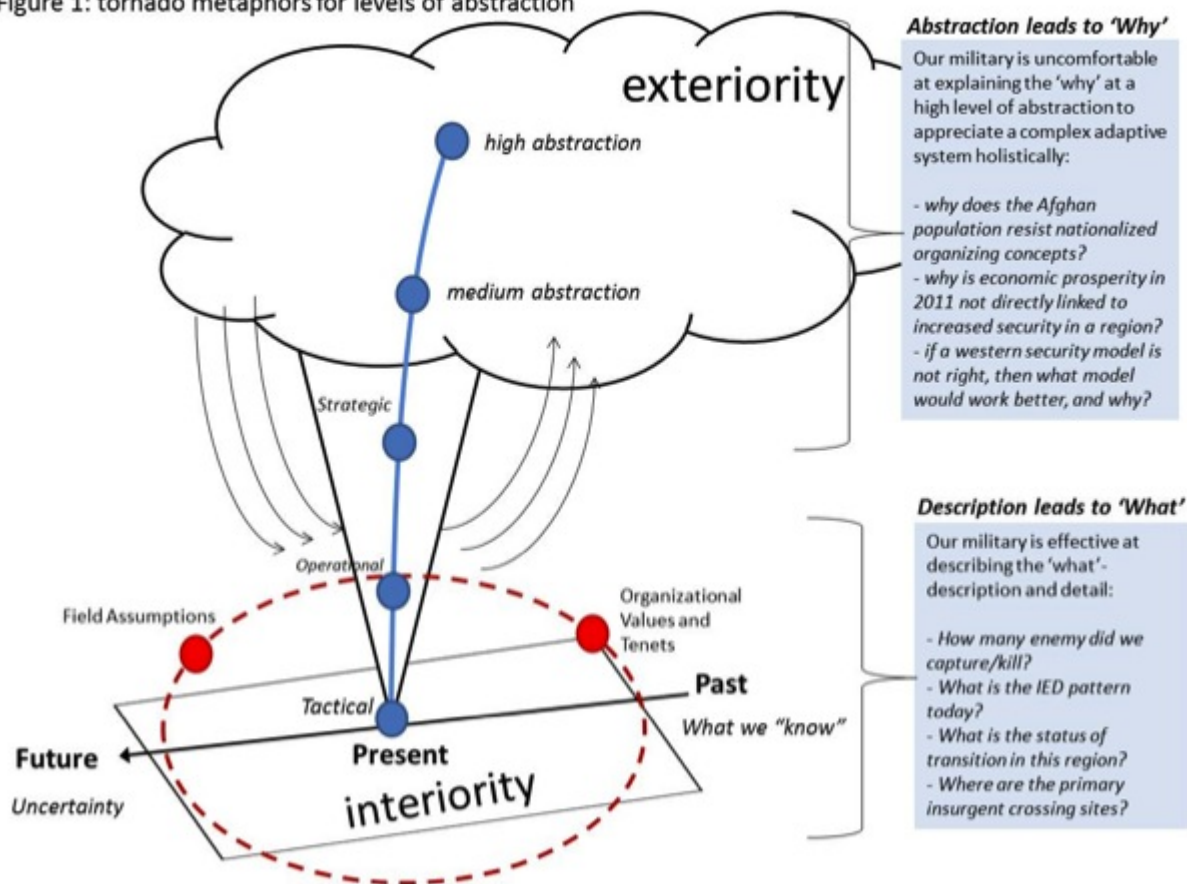 Figure 1: tornado metaphors for levels of abstraction
exteriority
high abstraction
medium abstraction
Strategic
Operational
Field Assumptions
Organizational
Values and
Tenets
Tactical
Past
What we "know"
Present
Future
Uncertainty
interiority
Abstraction leads to 'Why'
Our military is uncomfortable
at explaining the 'why' at a
high level of abstraction to
appreciate a complex adaptive
system holistically:
- why does the Afghan
population resist nationalized
organizing concepts?
- why is economic prosperity in
2011 not directly linked to
increased security in a region?
- if a western security model is
not right, then what model
would work better, and why?
Description leads to 'What'
Our military is effective at
describing the 'what'-
description and detail:
- How many enemy did we
capture/kill?
- What is the IED pattern
today?
- What is the status of
transition in this region?
- Where are the primary
insurgent crossing sites?